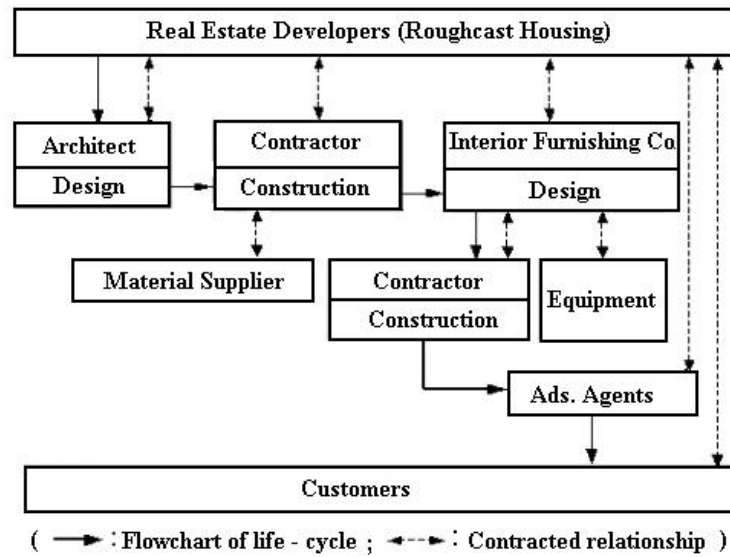 Real Estate Developers (Roughcast Housing)
Architect
Design
Contractor
Construction
Interior Furnishing Co
Design
Material Supplier
Contractor
Construction
Equipment
Ads. Agents
Customers
( : Flowchart of life - cycle ; : Contracted relationship )